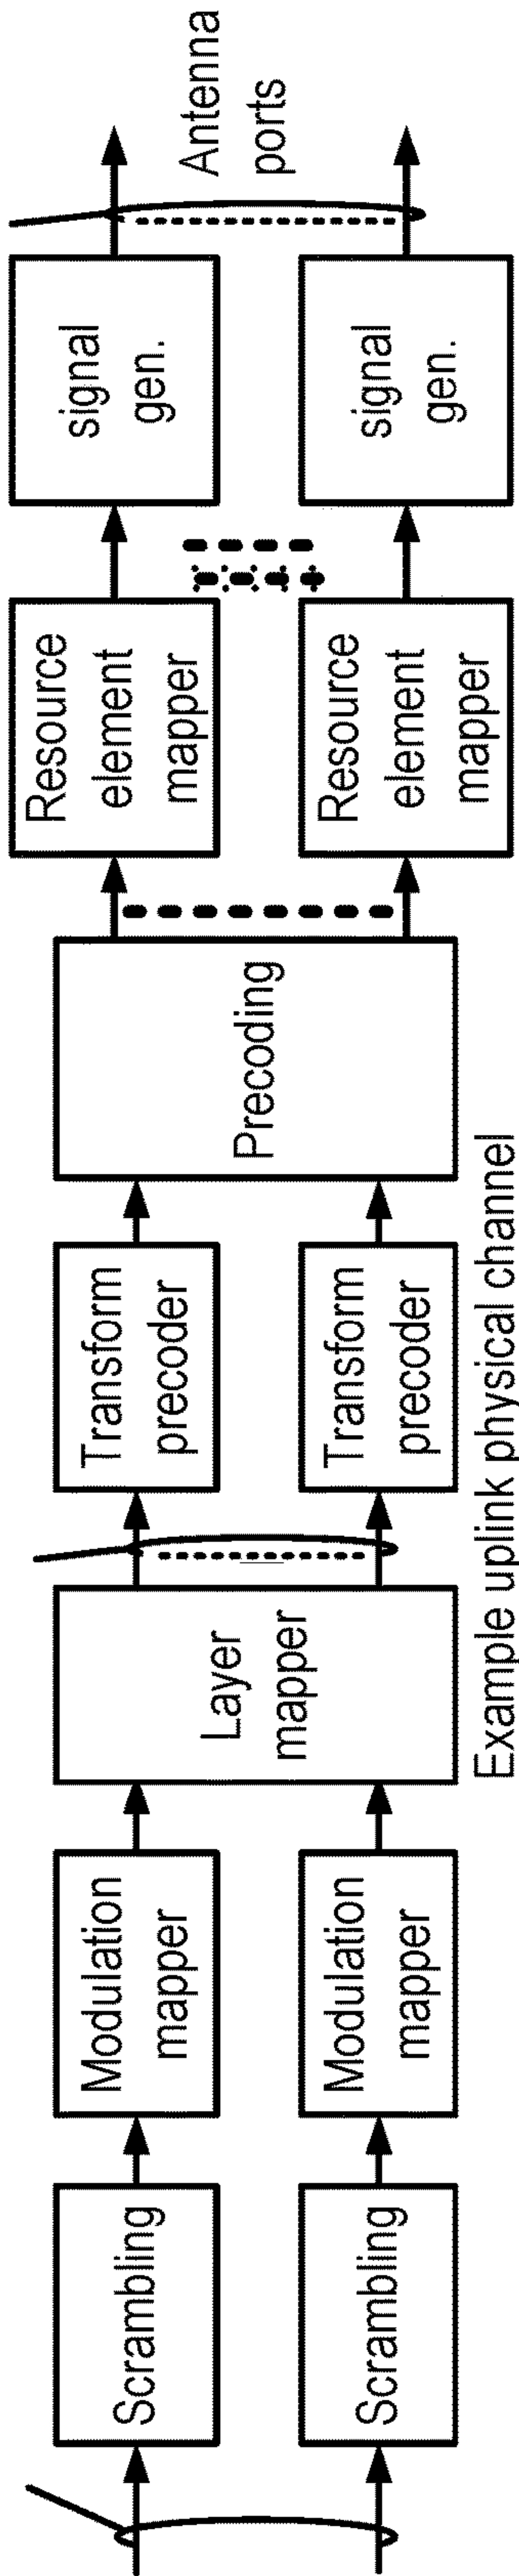 Scrambling
Modulation
mapper
Layer
mapper
Transform
precoder
Precoding
Resource
element
mapper
signal
gen.
Antenna
ports
Scrambling
Modulation
mapper
Transform
precoder
Resource
element
mapper
signal
gen.
Example uplink physical channel